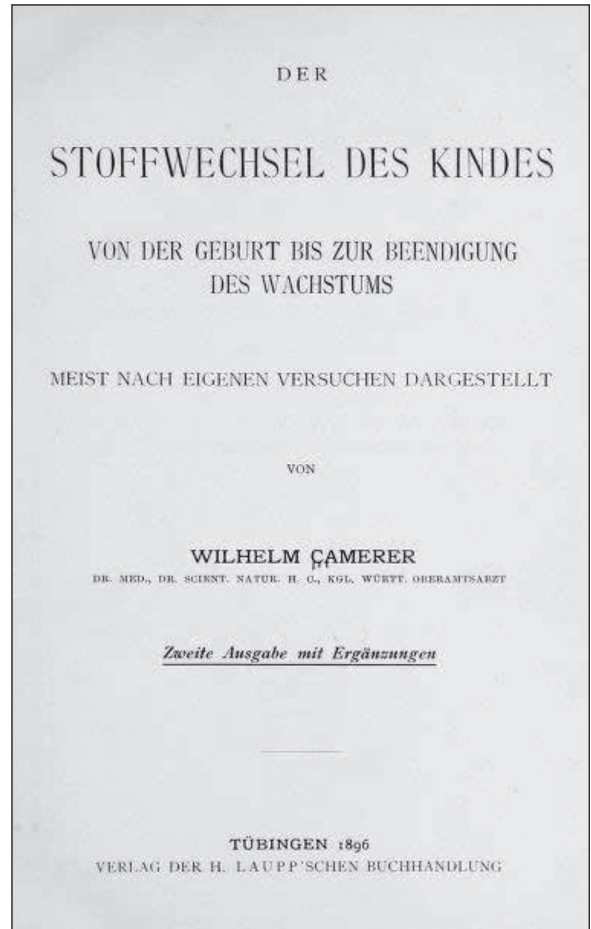 DER
STOFFWECHSEL DES KINDES
VON DER GEBURT BIS ZUR BEENDIGUNG
DES WACHSTUMS
MEIST NACH EIGENEN VERSUCHEN DARGESTELLT
VON
WILHELM CAMERER
DR. MED., DR. SCIENT. NATUR. H. C., KGL. WÜRTT. OBERAMTSARZT
Zweite Ausgabe mit Ergänzungen
TÜBINGEN 1896
VERLAG DER H. LAUPP'SCHEN BUCHHANDLUNG